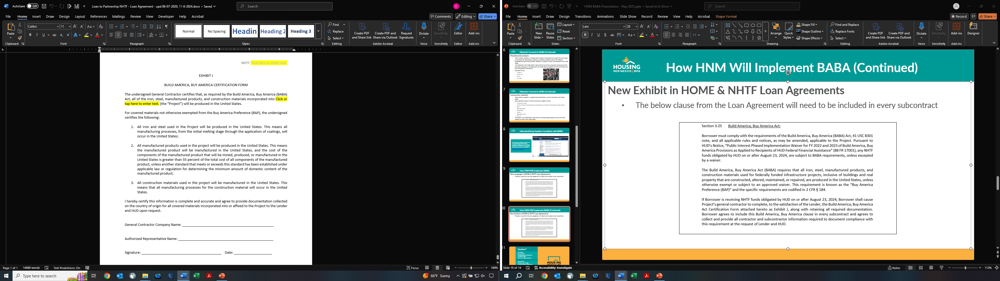 AutoSave Off
Loan to Partnership NHTF - Loan Agreement - upd 08-07-2020, 11-8-2024.docx • Saved
Search
JC
File Home Insert Draw Design Layout References Mailings Review View Developer Help Acrobat
Comments Editing Share
Paste
Calibri 11
Normal No Spacing Headin Heading 2 Heading 3
Find
Replace
Select
Create PDF and Share link
Create PDF and Share via Outlook
Request Signatures
Dictate Sensitivity Editor Add-ins
Clipboard Font Paragraph Styles Editing Adobe Acrobat Voice Sensitivity Editor Add-ins
NHTF Click here to enter text.
EXHIBIT J
BUILD AMERICA, BUY AMERICA CERTIFICATION FORM
The undersigned General Contractor certifies that, as required by the Build America, Buy America (BABA)
Act, all of the iron, steel, manufactured products, and construction materials incorporated into Click or
tap here to enter text. (the “Project”) will be produced in the United States.
For covered materials not otherwise exempted from the Buy America Preference (BAP), the undersigned
certifies the following:
1. All iron and steel used in the Project will be produced in the United States. This means all
manufacturing processes, from the initial melting stage through the application of coatings, will
occur in the United States;
2. All manufactured products used in the project will be produced in the United States. This means
the manufactured product will be manufactured in the United States, and the cost of the
components of the manufactured product that will be mined, produced, or manufactured in the
United States is greater than 55 percent of the total cost of all components of the manufactured
product, unless another standard that meets or exceeds this standard has been established under
applicable law or regulation for determining the minimum amount of domestic content of the
manufactured product;
3. All construction materials used in the project will be manufactured in the United States. This
means that all manufacturing processes for the construction material will occur in the United
States.
I hereby certify this information is complete and accurate and agree to provide documentation collected
on the country of origin for all covered materials incorporated into or affixed to the Project to the Lender
and HUD upon request.
General Contractor Company Name:
Authorized Representative Name:
Signature: Date:
Page 1 of 1 14880 words Text Predictions: On Focus 100%
Type here to search
66°F Sunny
AutoSave Off
HNM BABA Presentation - May 2025.pptx • Saved to G: Drive
Search
File Home Insert Draw Design Transitions Animations Slide Show Record Review View Help Acrobat Shape Format
Record Share
Paste
New Slide
Reuse Slides
Layout
Reset
Section
Lato 28
Arrange
Quick Styles
Shape Fill
Shape Outline
Shape Effects
Find and Replace
Replace Fonts
Select
Create PDF and Share link
Create PDF and Share via Outlook
Dictate Sensitivity Add-ins Designer
Clipboard Slides Font Paragraph Drawing Editing Adobe Acrobat Voice Sensitivity Add-ins
6
Materials Covered by BABA (Continued)
Manufactured products
7
Materials Covered by BABA (Continued)
Construction materials
8
Help Identifying Suppliers Compliant with BABA
9
How HNM Will Implement BABA
New Language in HOME & NHTF Loan Agreements
10
How HNM Will Implement BABA (Continued)
New Exhibit in HOME & NHTF Loan Agreements
11
Questions?
HOUSING
NEW MEXICO | MFA
How HNM Will Implement BABA (Continued)
New Exhibit in HOME & NHTF Loan Agreements
• The below clause from the Loan Agreement will need to be included in every subcontract
Section 3.25 Build America, Buy America Act:
Borrower must comply with the requirements of the Build America, Buy America (BABA) Act, 41 USC 8301
note, and all applicable rules and notices, as may be amended, applicable to the Project. Pursuant to
HUD’s Notice, “Public Interest Phased Implementation Waiver for FY 2022 and 2023 of Build America, Buy
America Provisions as Applied to Recipients of HUD Federal Financial Assistance” (88 FR 17001), any NHTF
funds obligated by HUD on or after August 23, 2024, are subject to BABA requirements, unless excepted
by a waiver.
The Build America, Buy America Act (BABA) requires that all iron, steel, manufactured products, and
construction materials used for federally funded infrastructure projects, inclusive of buildings and real
property that are constructed, altered, maintained, or repaired, are produced in the United States, unless
otherwise exempt or subject to an approved waiver. This requirement is known as the “Buy America
Preference (BAP)” and the specific requirements are codified in 2 CFR § 184.
If Borrower is receiving NHTF funds obligated by HUD on or after August 23, 2024, Borrower shall cause
Project’s general contractor to complete, to the satisfaction of the Lender, the Build America, Buy America
Act Certification Form attached hereto as Exhibit J, along with retaining all required documentation.
Borrower agrees to include this Build America, Buy America clause in every subcontract and agrees to
collect and provide all contractor and subcontractor information required to document compliance with
this requirement at the request of Lender and HUD.
Slide 10 of 14 Accessibility: Investigate Notes 112%